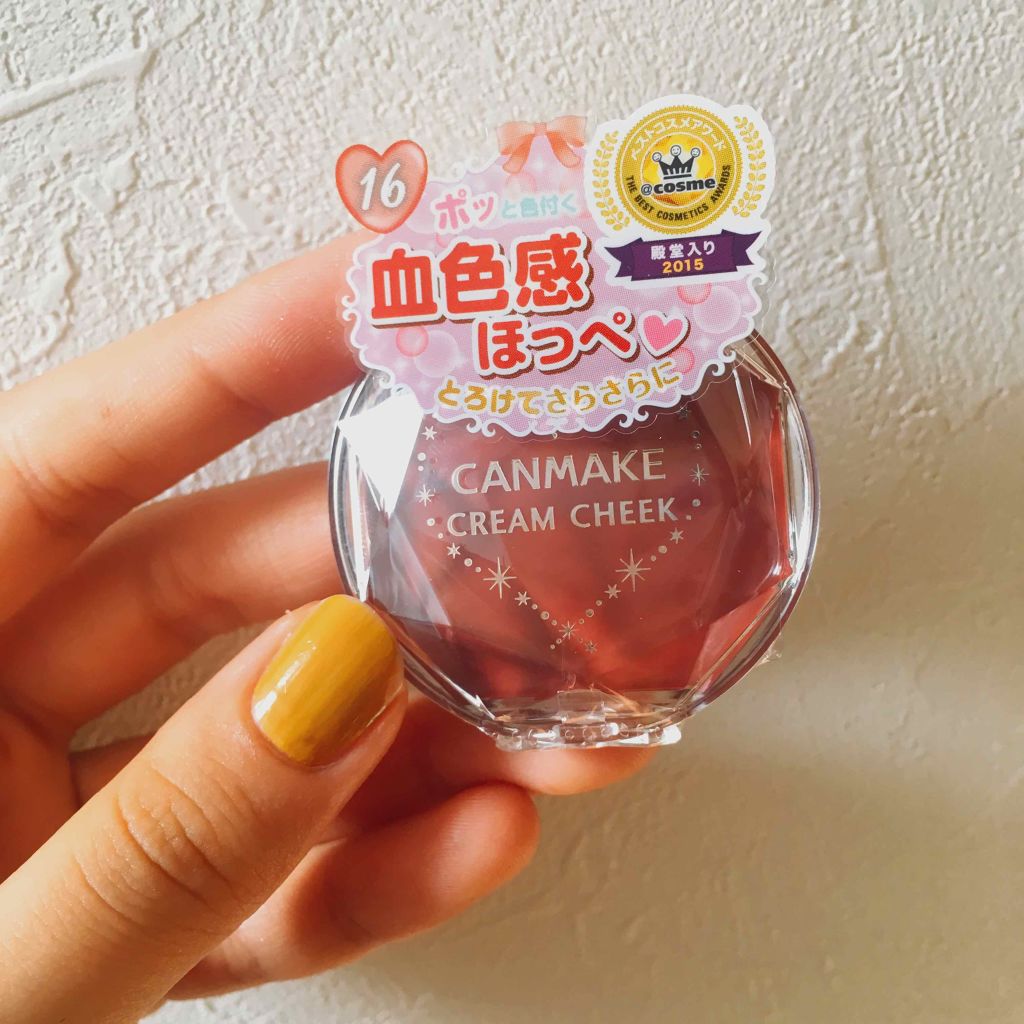 16
ポッと色付く
血色感
ほっぺ
とろけてさらさらに
ベストコスメアワード
@cosme
THE BEST COSMETICS AWARDS
殿堂入り
2015
CANMAKE
CREAM CHEEK